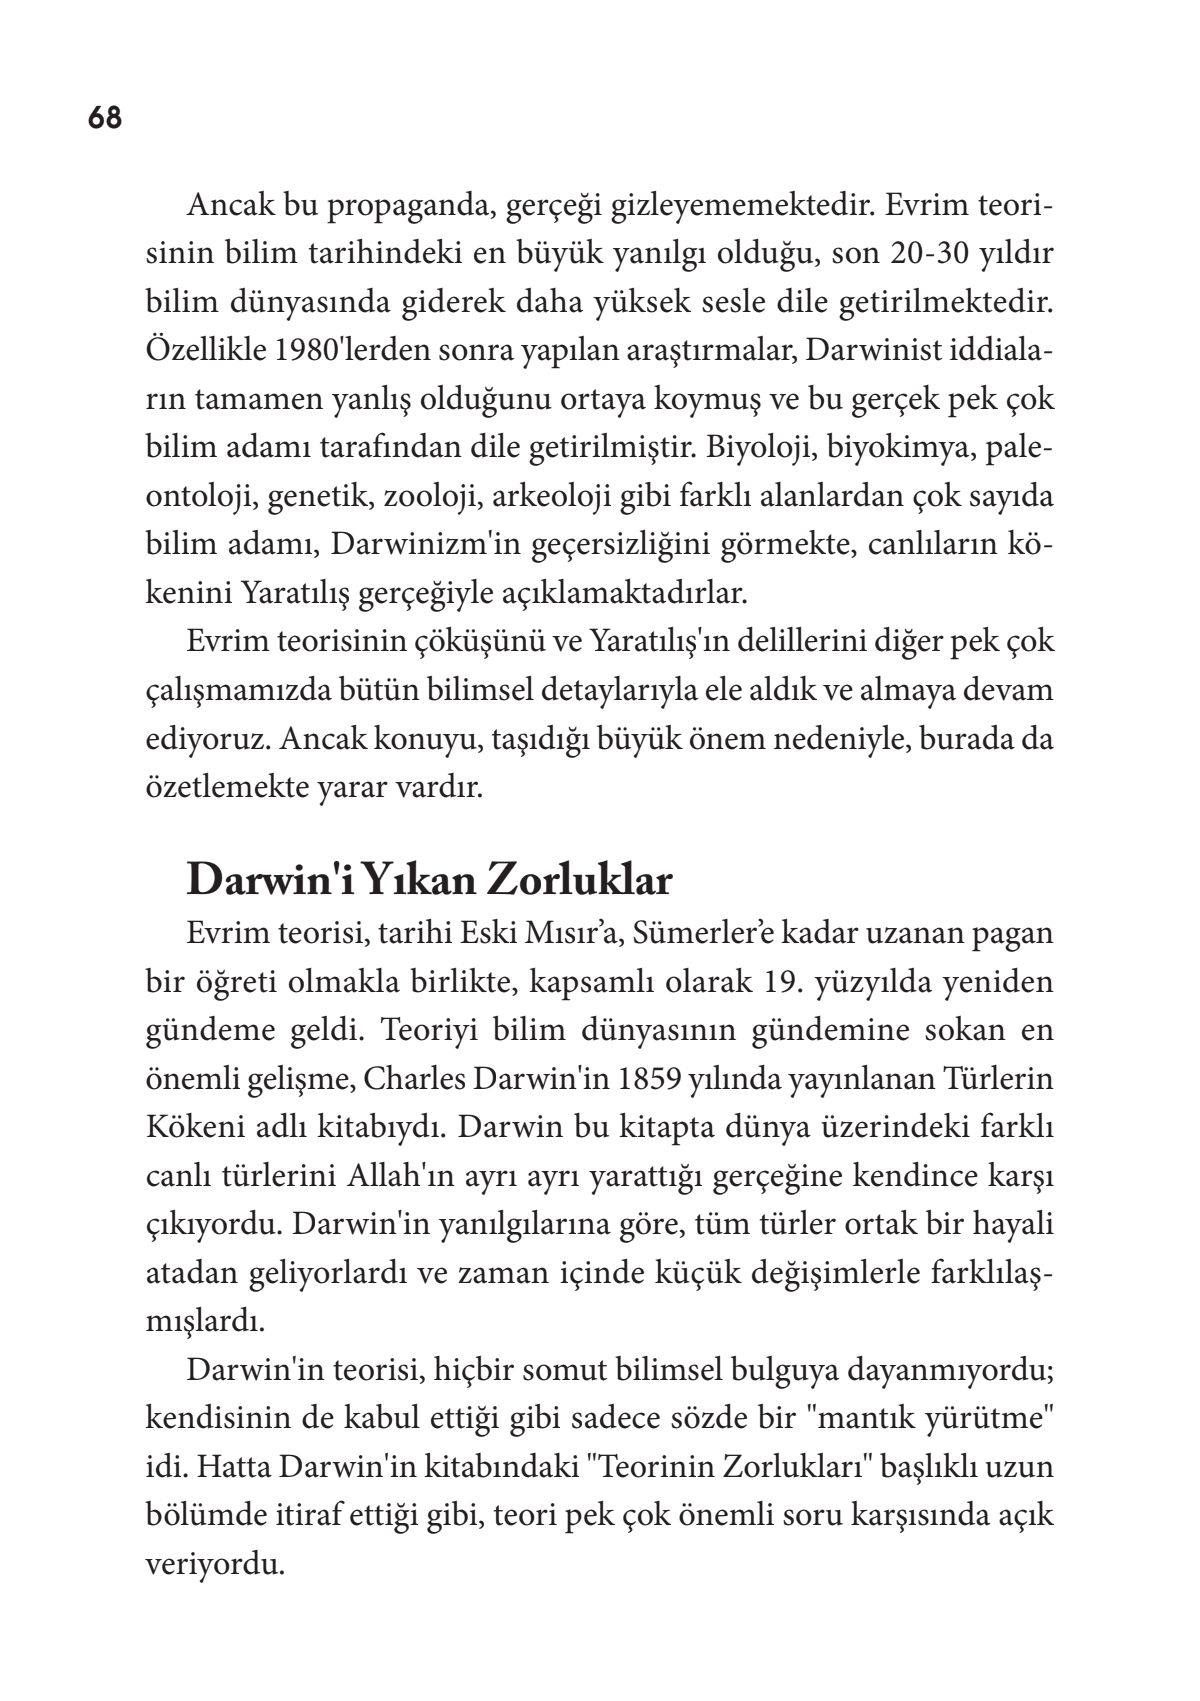 68
Ancak bu propaganda, gerçeği gizleyememektedir. Evrim teori-
sinin bilim tarihindeki en büyük yanılgı olduğu, son 20-30 yıldır
bilim dünyasında giderek daha yüksek sesle dile getirilmektedir.
Özellikle 1980'lerden sonra yapılan araştırmalar, Darwinist iddiala-
rın tamamen yanlış olduğunu ortaya koymuş ve bu gerçek pek çok
bilim adamı tarafından dile getirilmiştir. Biyoloji, biyokimya, pale-
ontoloji, genetik, zooloji, arkeoloji gibi farklı alanlardan çok sayıda
bilim adamı, Darwinizm'in geçersizliğini görmekte, canlıların kö-
kenini Yaratılış gerçeğiyle açıklamaktadırlar.
Evrim teorisinin çöküşünü ve Yaratılış'ın delillerini diğer pek çok
çalışmamızda bütün bilimsel detaylarıyla ele aldık ve almaya devam
ediyoruz. Ancak konuyu, taşıdığı büyük önem nedeniyle, burada da
özetlemekte yarar vardır.
Darwin'i Yıkan Zorluklar
Evrim teorisi, tarihi Eski Mısır’a, Sümerler’e kadar uzanan pagan
bir öğreti olmakla birlikte, kapsamlı olarak 19. yüzyılda yeniden
gündeme geldi. Teoriyi bilim dünyasının gündemine sokan en
önemli gelişme, Charles Darwin'in 1859 yılında yayınlanan Türlerin
Kökeni adlı kitabıydı. Darwin bu kitapta dünya üzerindeki farklı
canlı türlerini Allah'ın ayrı ayrı yarattığı gerçeğine kendince karşı
çıkıyordu. Darwin'in yanılgılarına göre, tüm türler ortak bir hayali
atadan geliyorlardı ve zaman içinde küçük değişimlerle farklılaş-
mışlardı.
Darwin'in teorisi, hiçbir somut bilimsel bulguya dayanmıyordu;
kendisinin de kabul ettiği gibi sadece sözde bir "mantık yürütme"
idi. Hatta Darwin'in kitabındaki "Teorinin Zorlukları" başlıklı uzun
bölümde itiraf ettiği gibi, teori pek çok önemli soru karşısında açık
veriyordu.